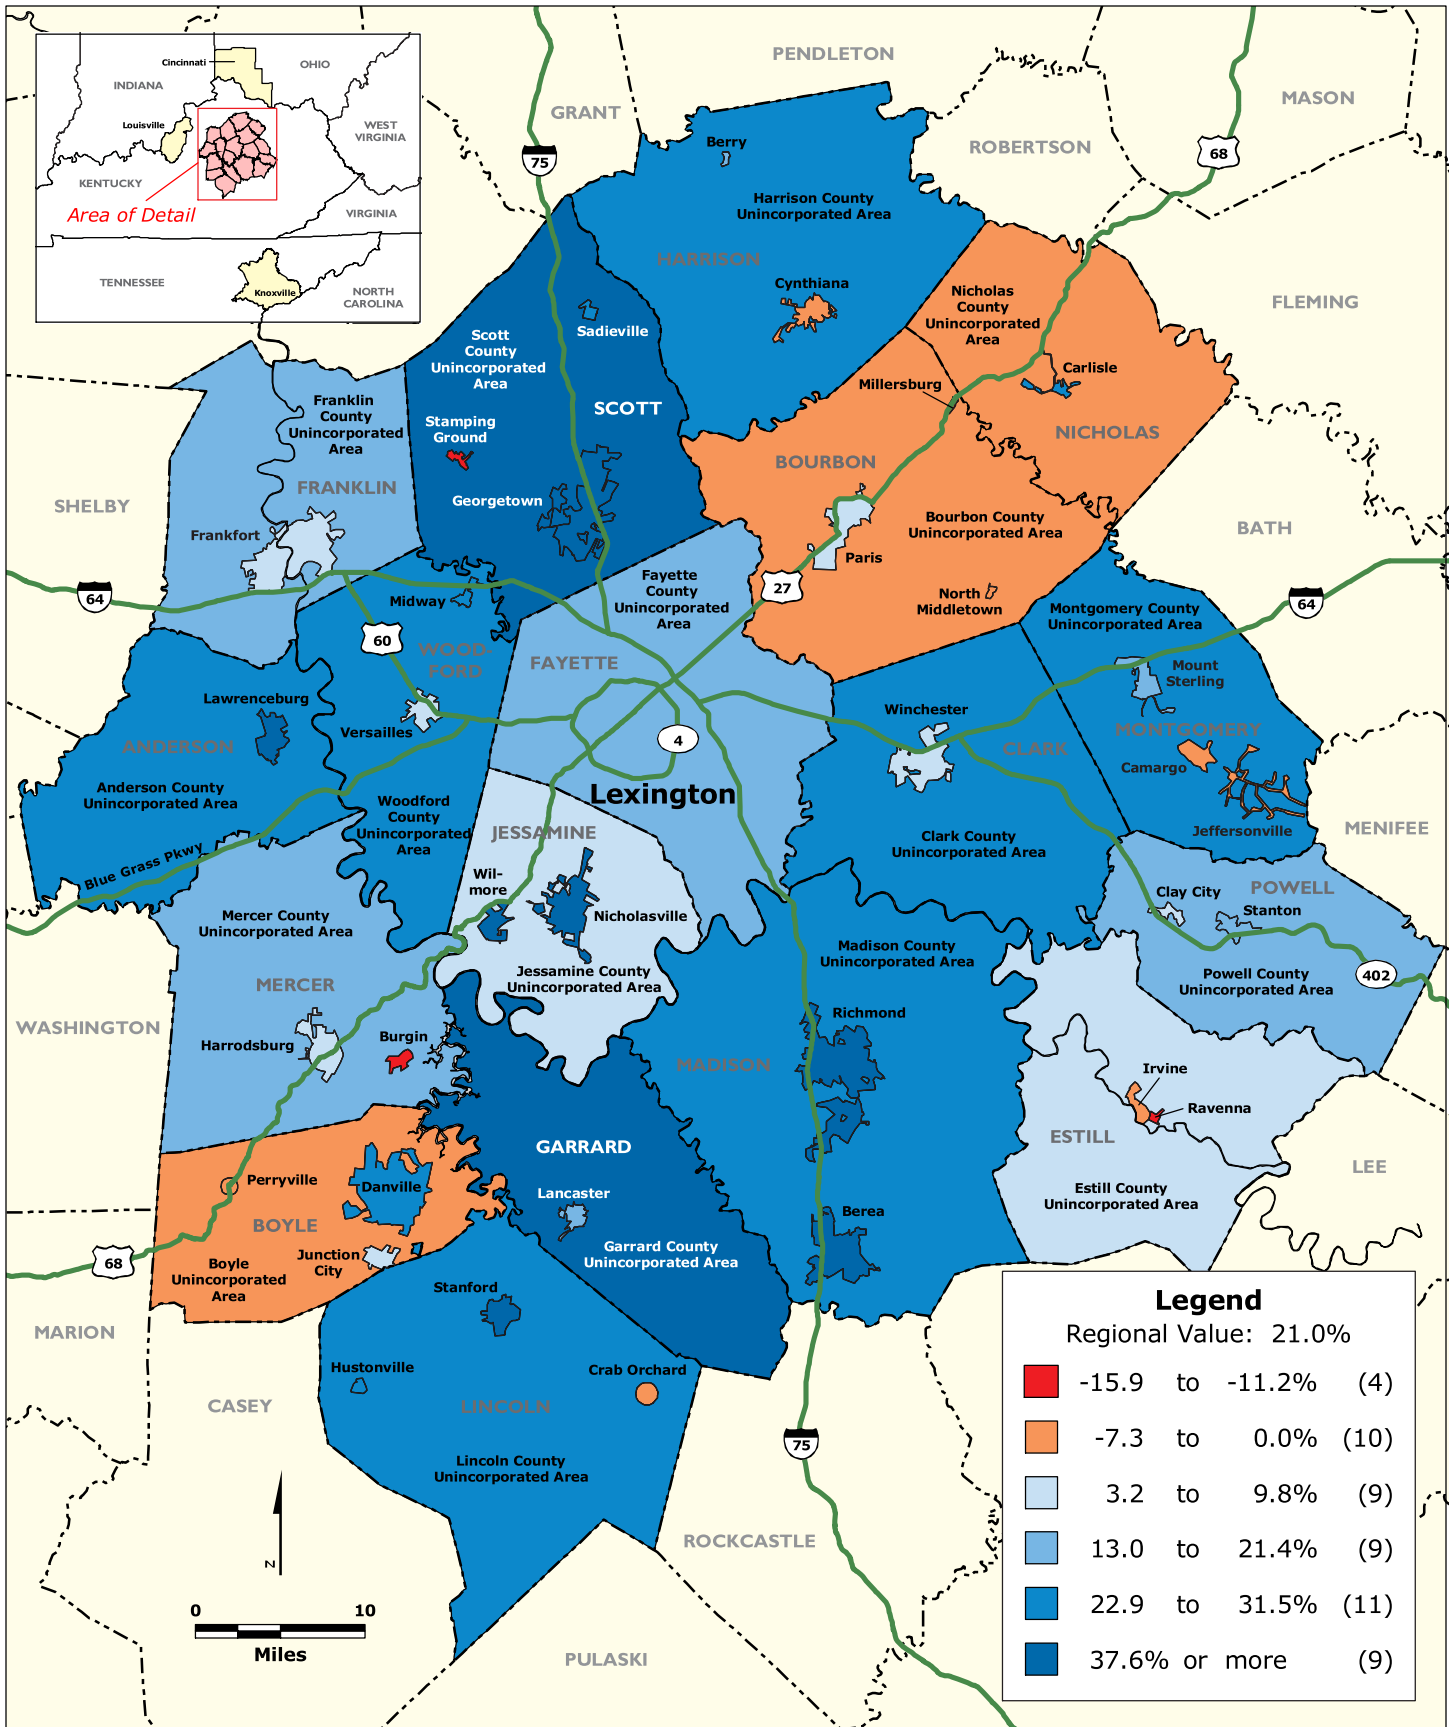 PENDLETON
GRANT
MASON
ROBERTSON
FLEMING
SHELBY
BATH
MENIFEE
WASHINGTON
LEE
MARION
CASEY
ROCKCASTLE
PULASKI
Cincinnati
OHIO
INDIANA
Louisville
WEST
VIRGINIA
KENTUCKY
Area of Detail
VIRGINIA
TENNESSEE
Knoxville
NORTH
CAROLINA
75
68
Berry
Harrison County
Unincorporated Area
HARRISON
Cynthiana
Nicholas
County
Unincorporated
Area
Carlisle
Millersburg
NICHOLAS
Scott
County
Unincorporated
Area
Sadieville
SCOTT
Stamping
Ground
Georgetown
Franklin
County
Unincorporated
Area
FRANKLIN
Frankfort
BOURBON
Bourbon County
Unincorporated Area
Paris
North
Middletown
27
64
64
60
Midway
WOOD-
FORD
Versailles
Woodford
County
Unincorporated
Area
Fayette
County
Unincorporated
Area
FAYETTE
4
Lexington
Montgomery County
Unincorporated Area
Mount
Sterling
MONTGOMERY
Camargo
Jeffersonville
Lawrenceburg
ANDERSON
Anderson County
Unincorporated Area
Blue Grass Pkwy
Winchester
CLARK
Clark County
Unincorporated Area
JESSAMINE
Wil-
more
Nicholasville
Jessamine County
Unincorporated Area
POWELL
Clay City
Stanton
Powell County
Unincorporated Area
402
Mercer County
Unincorporated Area
MERCER
Harrodsburg
Burgin
Madison County
Unincorporated Area
Richmond
MADISON
Berea
Irvine
Ravenna
ESTILL
Estill County
Unincorporated Area
GARRARD
Lancaster
Garrard County
Unincorporated Area
Perryville
Danville
BOYLE
Junction
City
Boyle
Unincorporated
Area
68
Stanford
Hustonville
Crab Orchard
LINCOLN
Lincoln County
Unincorporated Area
75
N
0 10
Miles
Legend
Regional Value: 21.0%
-15.9 to -11.2% (4)
-7.3 to 0.0% (10)
3.2 to 9.8% (9)
13.0 to 21.4% (9)
22.9 to 31.5% (11)
37.6% or more (9)